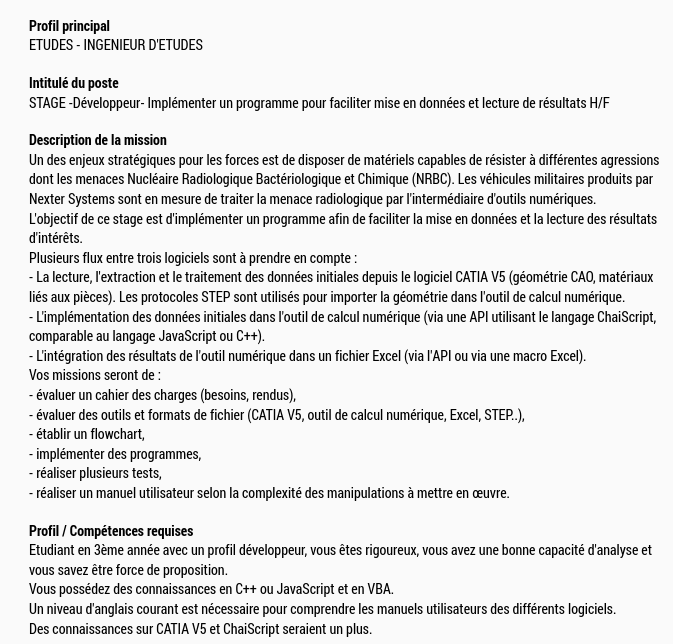 Profil principal
ETUDES - INGENIEUR D'ETUDES
Intitulé du poste
STAGE -Développeur- Implémenter un programme pour faciliter mise en données et lecture de résultats H/F
Description de la mission
Un des enjeux stratégiques pour les forces est de disposer de matériels capables de résister à différentes agressions
dont les menaces Nucléaire Radiologique Bactériologique et Chimique (NRBC). Les véhicules militaires produits par
Nexter Systems sont en mesure de traiter la menace radiologique par l'intermédiaire d'outils numériques.
L'objectif de ce stage est d'implémenter un programme afin de faciliter la mise en données et la lecture des résultats
d'intérêts.
Plusieurs flux entre trois logiciels sont à prendre en compte :
- La lecture, l'extraction et le traitement des données initiales depuis le logiciel CATIA V5 (géométrie CAO, matériaux
liés aux pièces). Les protocoles STEP sont utilisés pour importer la géométrie dans l'outil de calcul numérique.
- L'implémentation des données initiales dans l'outil de calcul numérique (via une API utilisant le langage ChaiScript,
comparable au langage JavaScript ou C++).
- L'intégration des résultats de l'outil numérique dans un fichier Excel (via l'API ou via une macro Excel).
Vos missions seront de :
- évaluer un cahier des charges (besoins, rendus),
- évaluer des outils et formats de fichier (CATIA V5, outil de calcul numérique, Excel, STEP..),
- établir un flowchart,
- implémenter des programmes,
- réaliser plusieurs tests,
- réaliser un manuel utilisateur selon la complexité des manipulations à mettre en œuvre.
Profil / Compétences requises
Etudiant en 3ème année avec un profil développeur, vous êtes rigoureux, vous avez une bonne capacité d'analyse et
vous savez être force de proposition.
Vous possédez des connaissances en C++ ou JavaScript et en VBA.
Un niveau d'anglais courant est nécessaire pour comprendre les manuels utilisateurs des différents logiciels.
Des connaissances sur CATIA V5 et ChaiScript seraient un plus.